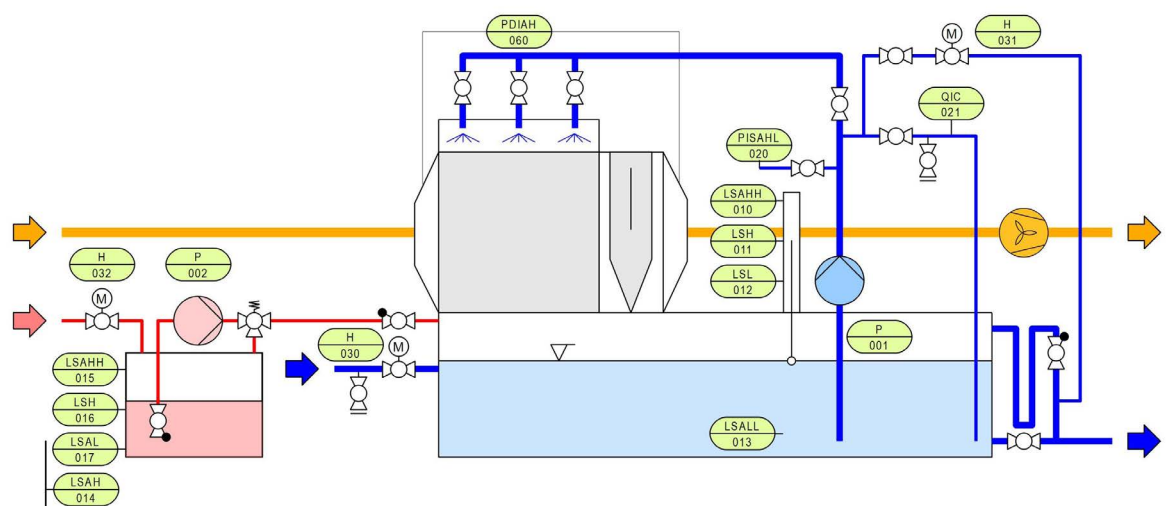 PDIAH
060
H
031
QIC
021
PISAHL
020
LSAHH
010
LSH
011
LSL
012
H
032
P
002
M
M
H
030
M
P
001
LSAHH
015
LSH
016
LSAL
017
LSAH
014
LSALL
013